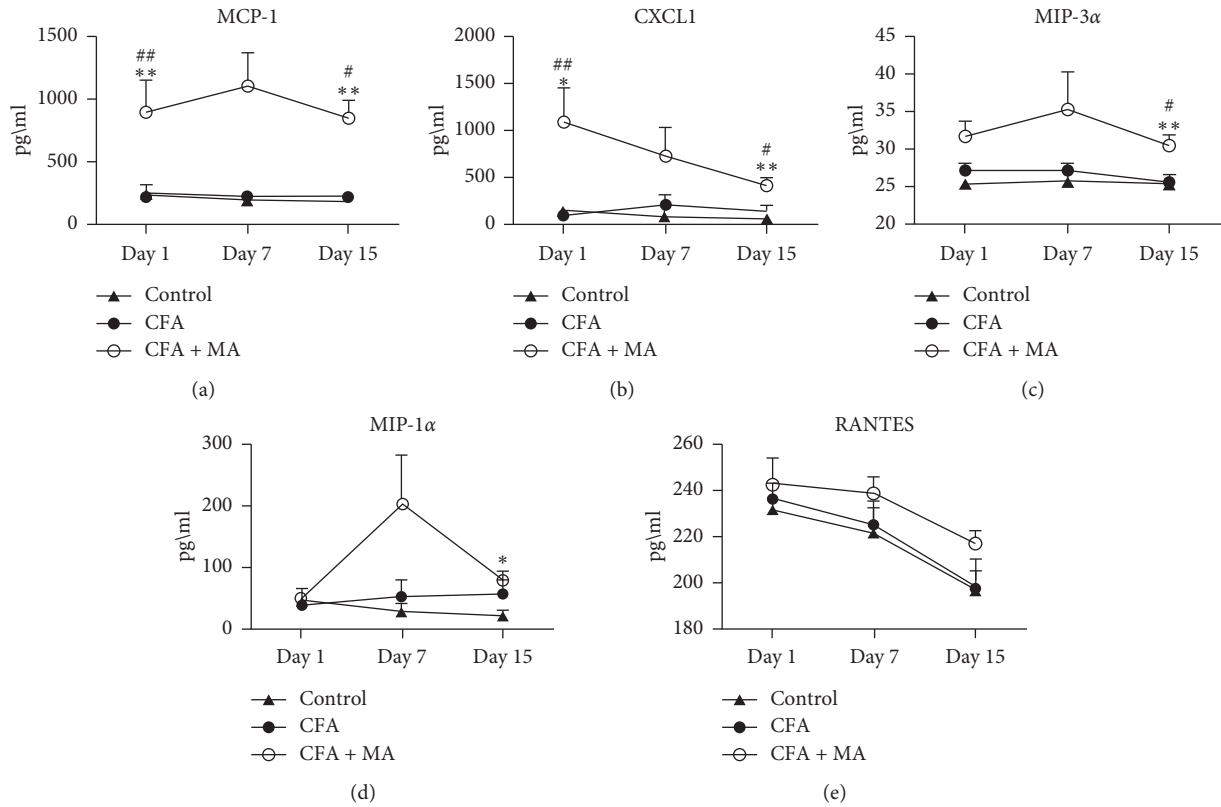 MCP-1
1500
1000
500
0
pg\ml
##
**
#
**
Day 1 Day 7 Day 15
Control
CFA
CFA + MA
(a)
CXCL1
2000
1500
1000
500
0
pg\ml
##
*
#
**
Day 1 Day 7 Day 15
Control
CFA
CFA + MA
(b)
MIP-3α
45
40
35
30
25
20
pg\ml
#
**
Day 1 Day 7 Day 15
Control
CFA
CFA + MA
(c)
MIP-1α
300
200
100
0
pg\ml
*
Day 1 Day 7 Day 15
Control
CFA
CFA + MA
(d)
RANTES
260
240
220
200
180
pg\ml
Day 1 Day 7 Day 15
Control
CFA
CFA + MA
(e)